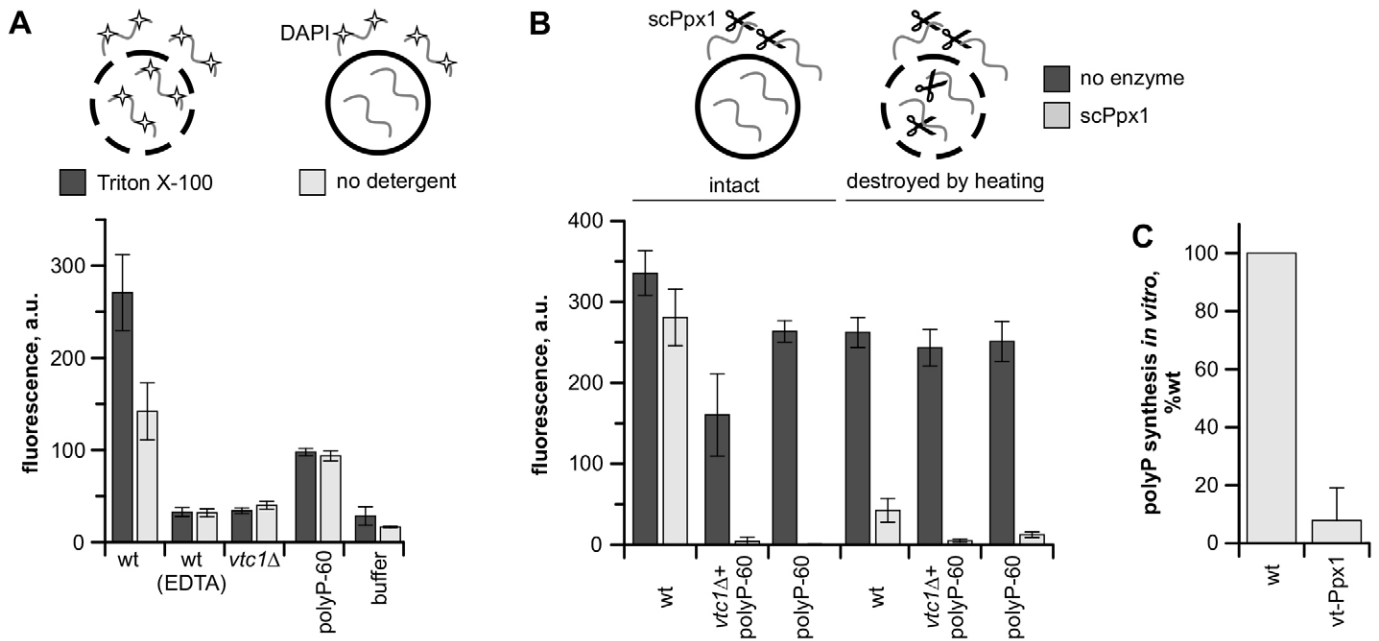 A
DAPI
Triton X-100
no detergent
fluorescence, a.u.
300
200
100
0
wt
wt
(EDTA)
vtc1Δ
polyP-60
buffer
B
scPpx1
no enzyme
scPpx1
intact
destroyed by heating
fluorescence, a.u.
400
300
200
100
0
wt
vtc1Δ+
polyP-60
polyP-60
wt
vtc1Δ+
polyP-60
polyP-60
C
polyP synthesis in vitro,
%wt
100
80
60
40
20
0
wt
vt-Ppx1